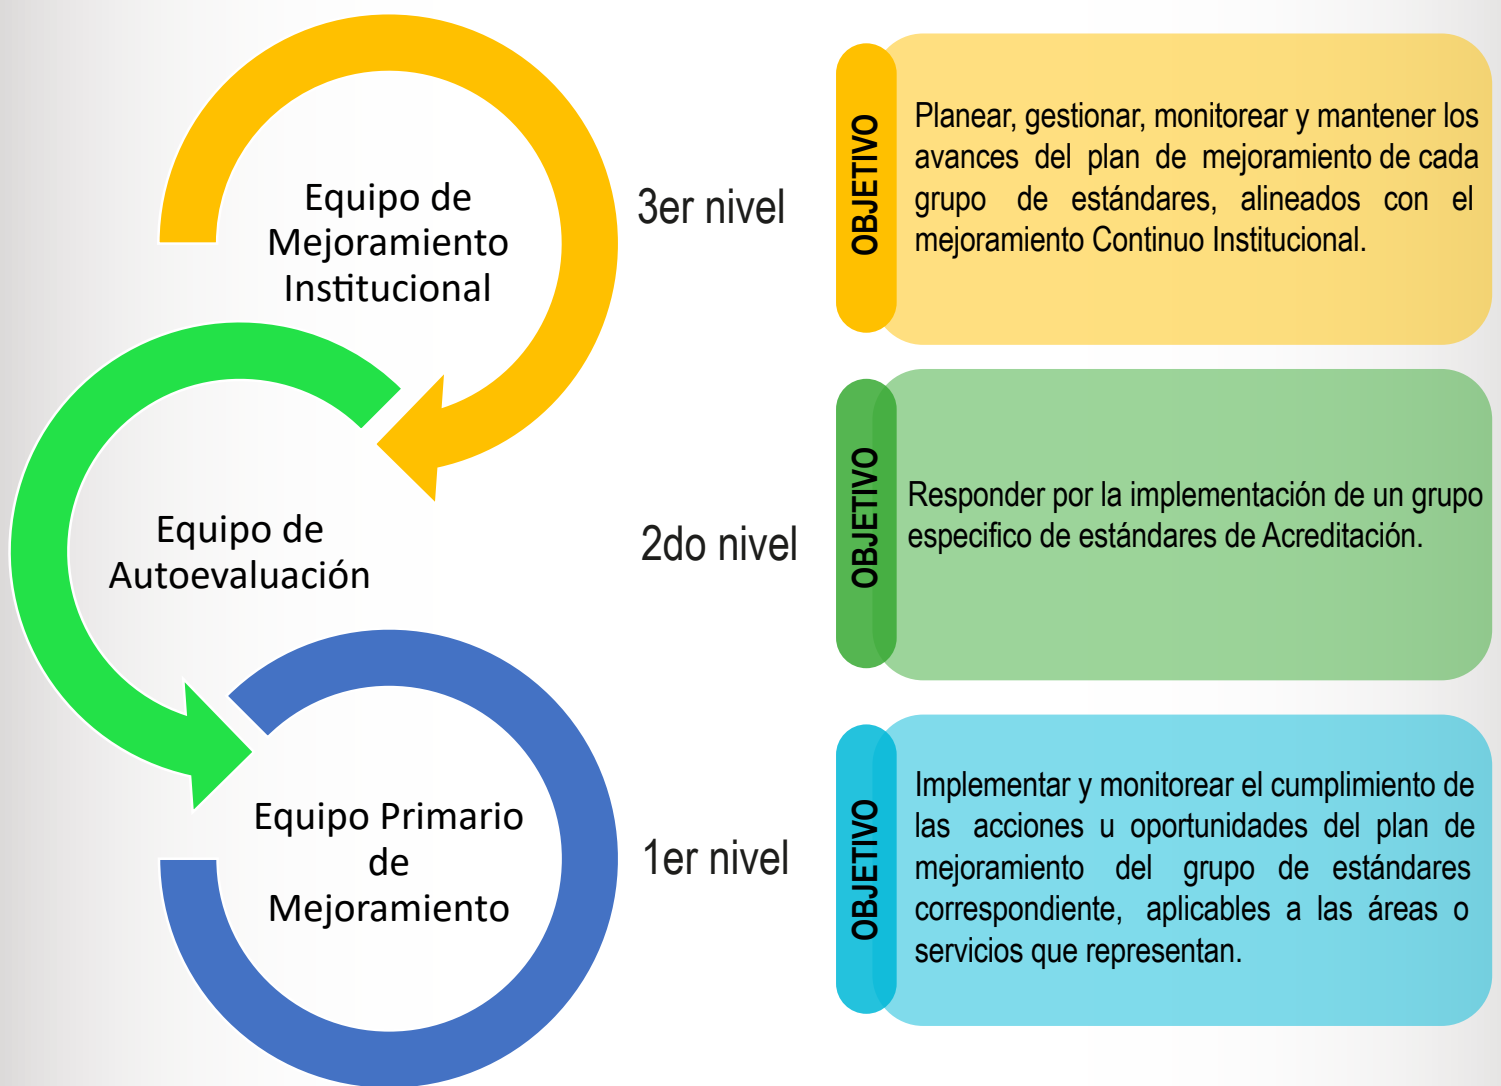 Equipo de
Mejoramiento
Institucional
3er nivel
OBJETIVO
Planear, gestionar, monitorear y mantener los
avances del plan de mejoramiento de cada
grupo de estándares, alineados con el
mejoramiento Continuo Institucional.
Equipo de
Autoevaluación
2do nivel
OBJETIVO
Responder por la implementación de un grupo
especifico de estándares de Acreditación.
Equipo Primario
de
Mejoramiento
1er nivel
OBJETIVO
Implementar y monitorear el cumplimiento de
las acciones u oportunidades del plan de
mejoramiento del grupo de estándares
correspondiente, aplicables a las áreas o
servicios que representan.